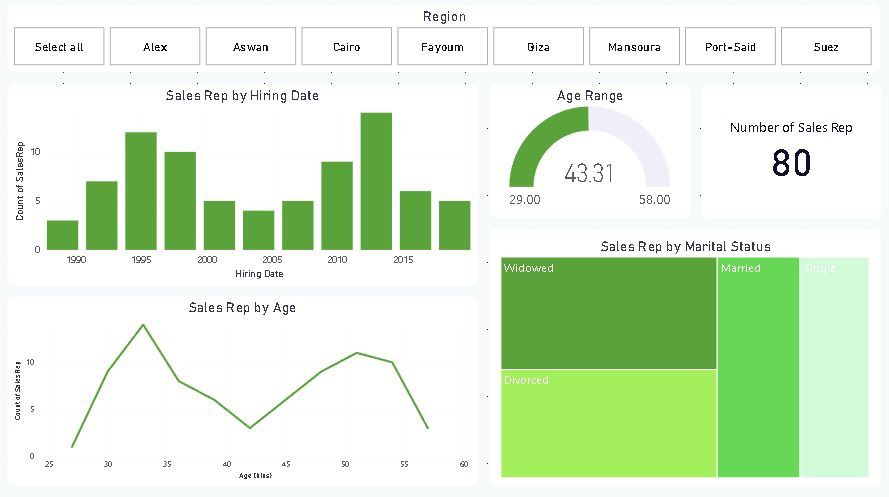 Region
Select all
Alex
Aswan
Cairo
Fayoum
Giza
Mansoura
Port-Said
Suez
Sales Rep by Hiring Date
Count of SalesRep
10
5
0
1990
1995
2000
2005
2010
2015
Hiring Date
Age Range
43.31
29.00
58.00
Number of Sales Rep
80
Sales Rep by Age
Count of Sales Rep
10
5
0
25
30
35
40
45
50
55
60
Age (bins)
Sales Rep by Marital Status
Widowed
Married
Single
Divorced